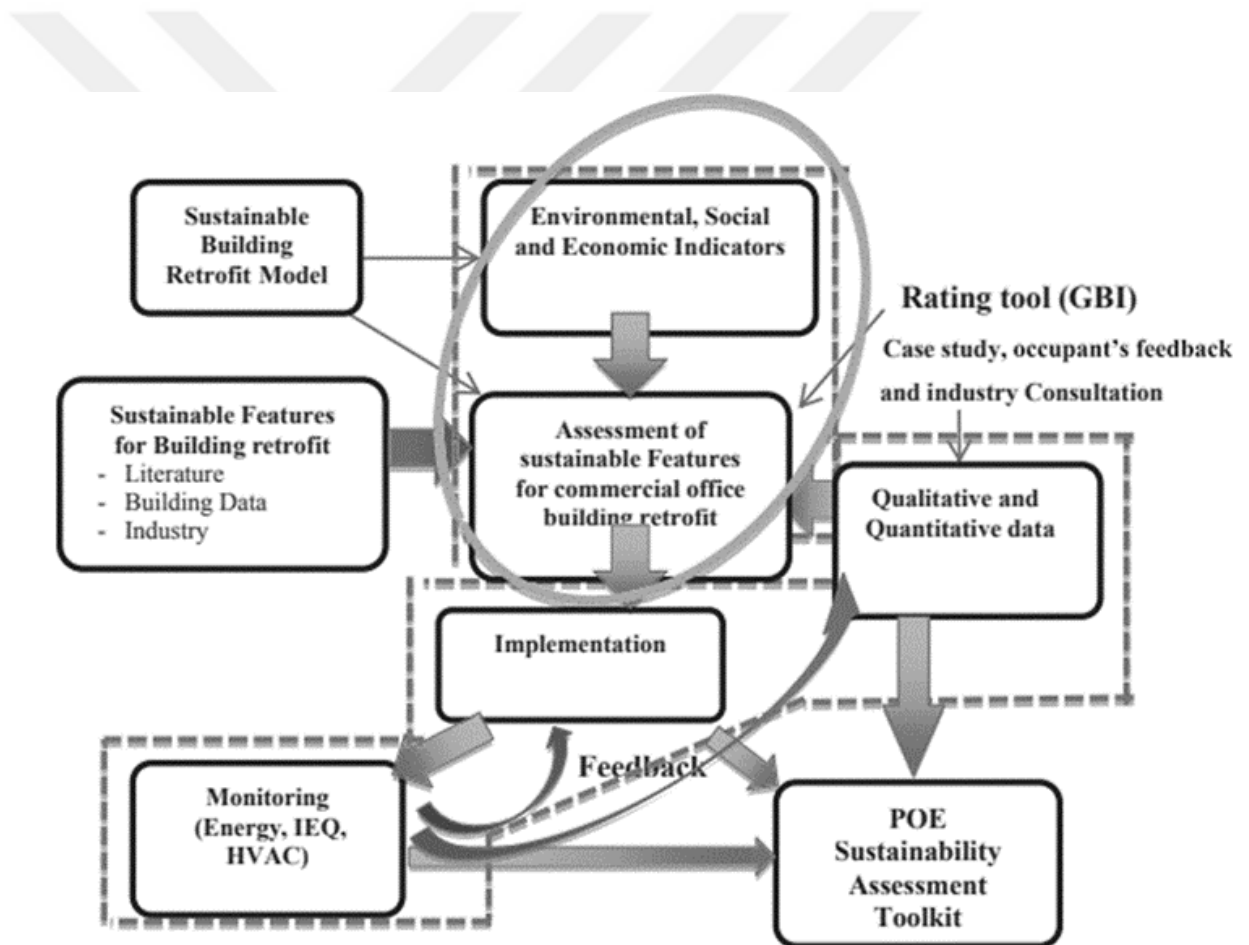 Sustainable
Building
Retrofit Model
Environmental, Social
and Economic Indicators
Rating tool (GBI)
Case study, occupant's feedback
and industry Consultation
Sustainable Features
for Building retrofit
- Literature
- Building Data
- Industry
Assessment of
sustainable Features
for commercial office
building retrofit
Qualitative and
Quantitative data
Implementation
Feedback
Monitoring
(Energy, IEQ,
HVAC)
POE
Sustainability
Assessment
Toolkit